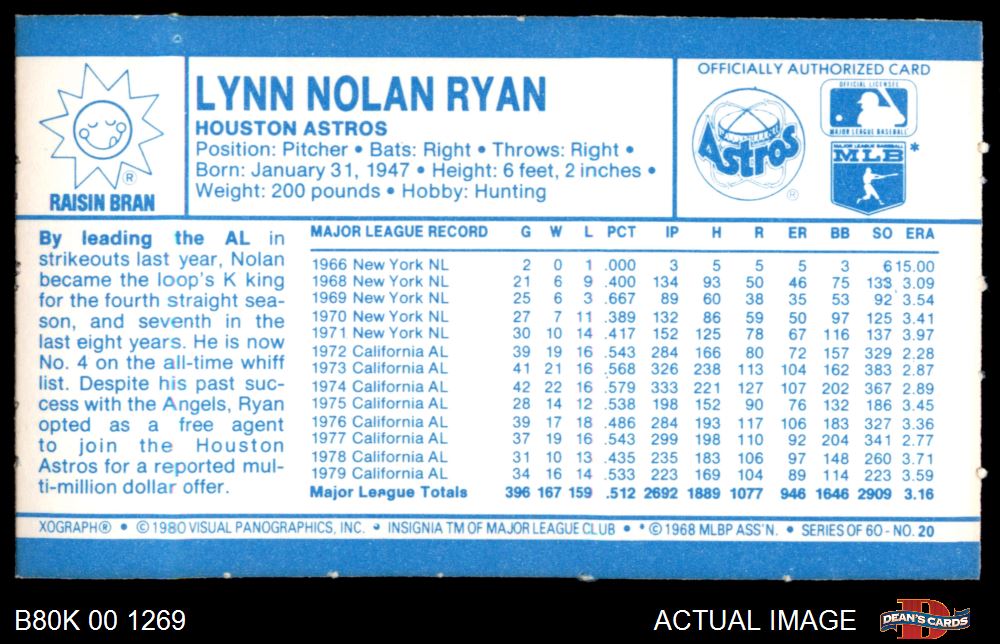 LYNN NOLAN RYAN
HOUSTON ASTROS
Position: Pitcher • Bats: Right • Throws: Right •
Born: January 31, 1947 • Height: 6 feet, 2 inches •
Weight: 200 pounds • Hobby: Hunting
®
RAISIN BRAN
OFFICIALLY AUTHORIZED CARD
Astros
®
OFFICIAL LICENSEE
MAJOR LEAGUE BASEBALL
MAJOR LEAGUE BASEBALL
MLB *
By leading the AL in
strikeouts last year, Nolan
became the loop's K king
for the fourth straight sea-
son, and seventh in the
last eight years. He is now
No. 4 on the all-time whiff
list. Despite his past suc-
cess with the Angels, Ryan
opted as a free agent
to join the Houston
Astros for a reported mul-
ti-million dollar offer.
MAJOR LEAGUE RECORD G W L PCT IP H R ER BB SO ERA
1966 New York NL 2 0 1 .000 3 5 5 5 3 6 15.00
1968 New York NL 21 6 9 .400 134 93 50 46 75 133 3.09
1969 New York NL 25 6 3 .667 89 60 38 35 53 92 3.54
1970 New York NL 27 7 11 .389 132 86 59 50 97 125 3.41
1971 New York NL 30 10 14 .417 152 125 78 67 116 137 3.97
1972 California AL 39 19 16 .543 284 166 80 72 157 329 2.28
1973 California AL 41 21 16 .568 326 238 113 104 162 383 2.87
1974 California AL 42 22 16 .579 333 221 127 107 202 367 2.89
1975 California AL 28 14 12 .538 198 152 90 76 132 186 3.45
1976 California AL 39 17 18 .486 284 193 117 106 183 327 3.36
1977 California AL 37 19 16 .543 299 198 110 92 204 341 2.77
1978 California AL 31 10 13 .435 235 183 106 97 148 260 3.71
1979 California AL 34 16 14 .533 223 169 104 89 114 223 3.59
Major League Totals 396 167 159 .512 2692 1889 1077 946 1646 2909 3.16
XOGRAPH® • ©1980 VISUAL PANOGRAPHICS, INC. • INSIGNIA TM OF MAJOR LEAGUE CLUB • *©1968 MLBP ASS'N. • SERIES OF 60 - NO. 20
B80K 00 1269
ACTUAL IMAGE
D
DEAN'S CARDS